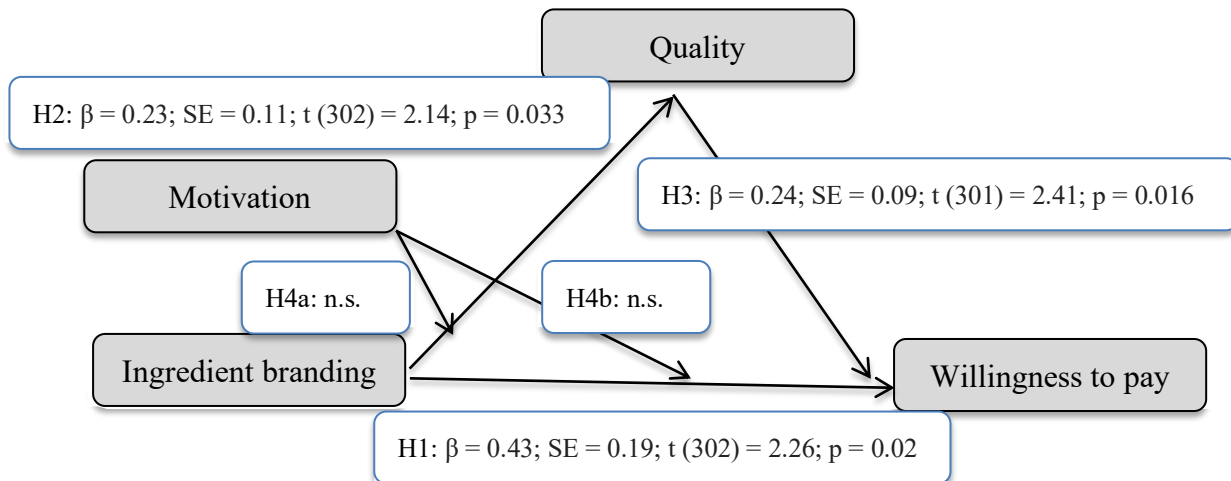 Quality
H2: β = 0.23; SE = 0.11; t (302) = 2.14; p = 0.033
Motivation
H3: β = 0.24; SE = 0.09; t (301) = 2.41; p = 0.016
H4a: n.s.
H4b: n.s.
Ingredient branding
Willingness to pay
H1: β = 0.43; SE = 0.19; t (302) = 2.26; p = 0.02